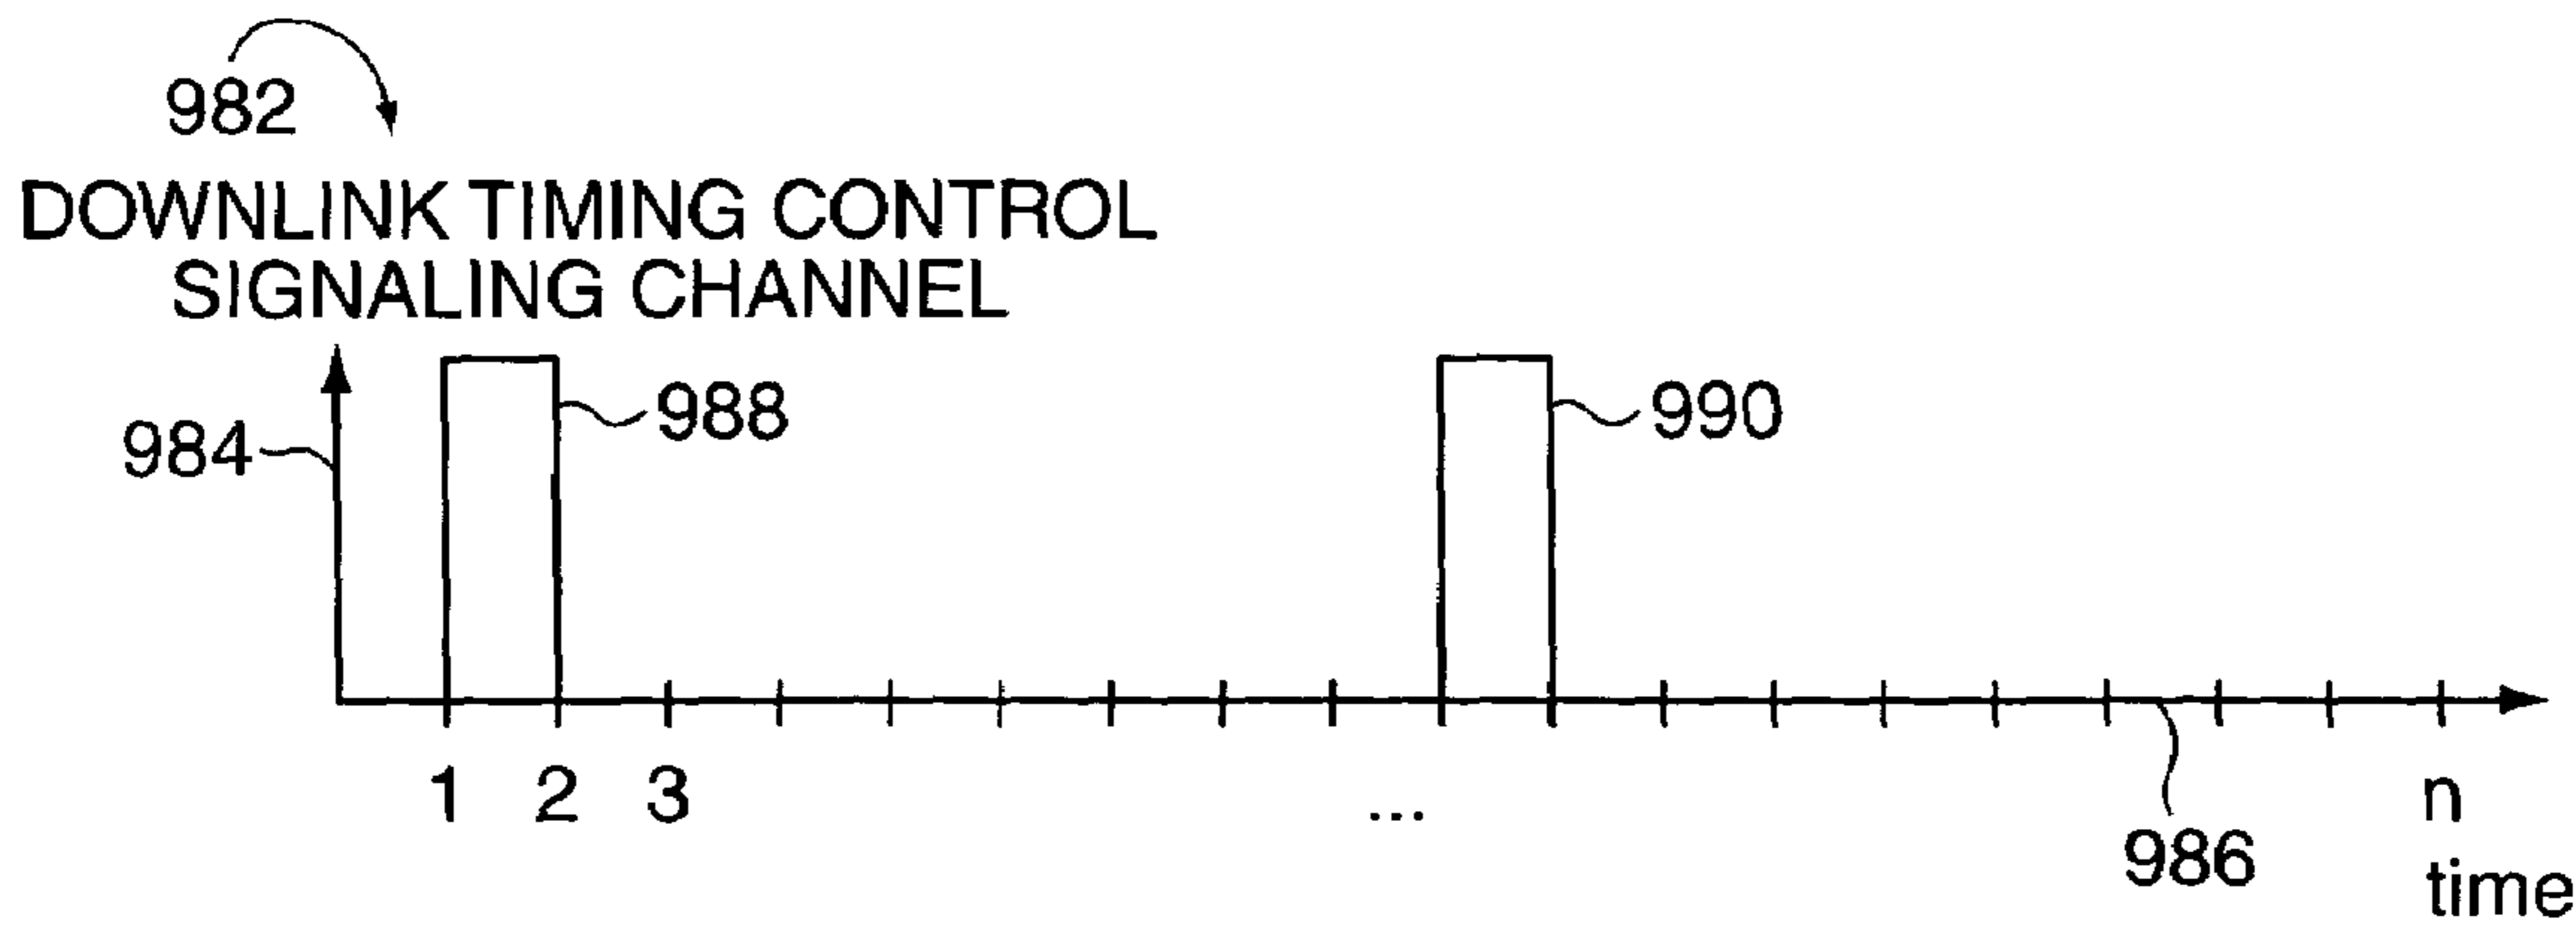 982
DOWNLINK TIMING CONTROL
SIGNALING CHANNEL
984
988
990
1 2 3 ... n
986
time